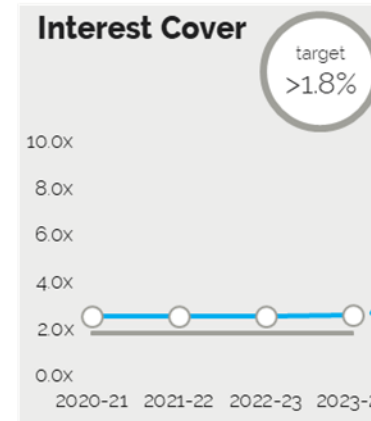 Interest Cover
target
>1.8%
10.0x
8.0x
6.0x
4.0x
2.0x
0.0x
2020-21 2021-22 2022-23